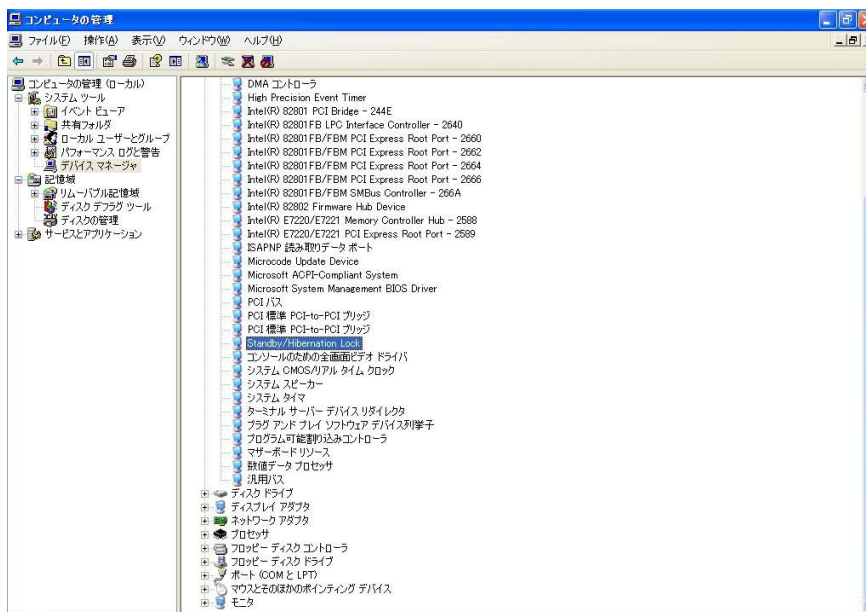 コンピュータの管理
ファイル(F) 操作(A) 表示(V) ウィンドウ(W) ヘルプ(H)
コンピュータの管理 (ローカル)
システム ツール
イベント ビューア
共有フォルダ
ローカル ユーザーとグループ
パフォーマンス ログと警告
デバイス マネージャ
記憶域
リムーバブル記憶域
ディスク デフラグ ツール
ディスクの管理
サービスとアプリケーション
DMA コントローラ
High Precision Event Timer
Intel(R) 82801 PCI Bridge - 244E
Intel(R) 82801FB LPC Interface Controller - 2640
Intel(R) 82801FB/FBM PCI Express Root Port - 2660
Intel(R) 82801FB/FBM PCI Express Root Port - 2662
Intel(R) 82801FB/FBM PCI Express Root Port - 2664
Intel(R) 82801FB/FBM PCI Express Root Port - 2666
Intel(R) 82801FB/FBM SMBus Controller - 266A
Intel(R) 82802 Firmware Hub Device
Intel(R) E7220/E7221 Memory Controller Hub - 2588
Intel(R) E7220/E7221 PCI Express Root Port - 2589
ISAPNP 読み取りデータ ポート
Microcode Update Device
Microsoft ACPI-Compliant System
Microsoft System Management BIOS Driver
PCI バス
PCI 標準 PCI-to-PCI ブリッジ
PCI 標準 PCI-to-PCI ブリッジ
Standby/Hibernation Lock
コンソールのための全画面ビデオ ドライバ
システム CMOS/リアル タイム クロック
システム スピーカー
システム タイマ
ターミナル サーバー デバイス リダイレクタ
プラグ アンド プレイ ソフトウェア デバイス列挙子
プログラム可能割り込みコントローラ
マザーボード リソース
数値データ プロセッサ
汎用バス
ディスク ドライブ
ディスプレイ アダプタ
ネットワーク アダプタ
プロセッサ
フロッピー ディスク コントローラ
フロッピー ディスク ドライブ
ポート (COM と LPT)
マウスとそのほかのポインティング デバイス
モニタ